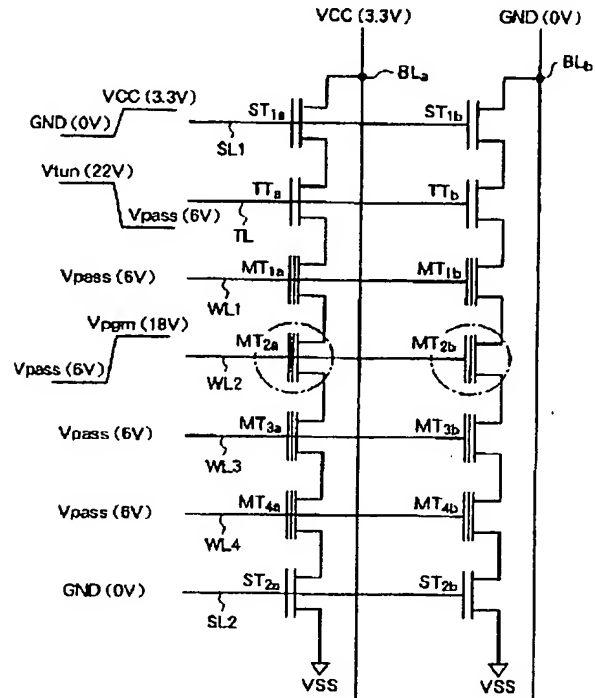 VCC (3.3V) GND (0V)
BLa BLb
VCC (3.3V)
GND (0V)
ST1a ST1b
SL1
Vtun (22V)
TTa TTb
Vpass (6V)
TL
Vpass (6V)
MT1a MT1b
WL1
Vpgm (18V)
MT2a MT2b
Vpass (6V)
WL2
Vpass (6V)
MT3a MT3b
WL3
Vpass (6V)
MT4a MT4b
WL4
GND (0V)
ST2a ST2b
SL2
VSS VSS